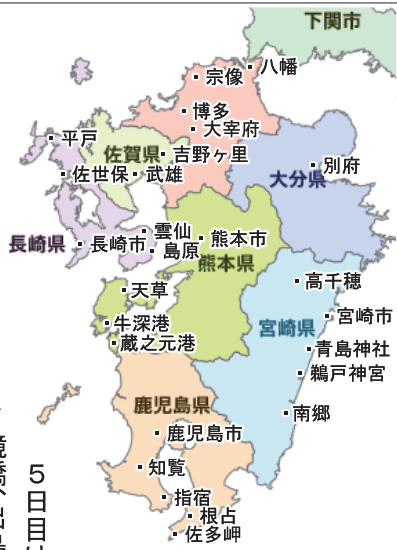 下関市
八幡
宗像
博多
大宰府
平戸
佐賀県
吉野ヶ里
別府
佐世保
武雄
大分県
雲仙
長崎県
長崎市
島原
熊本市
熊本県
高千穂
天草
宮崎市
牛深港
宮崎県
蔵之元港
青島神社
鵜戸神宮
鹿児島県
南郷
鹿児島市
知覧
指宿
根占
佐多岬
５日目は